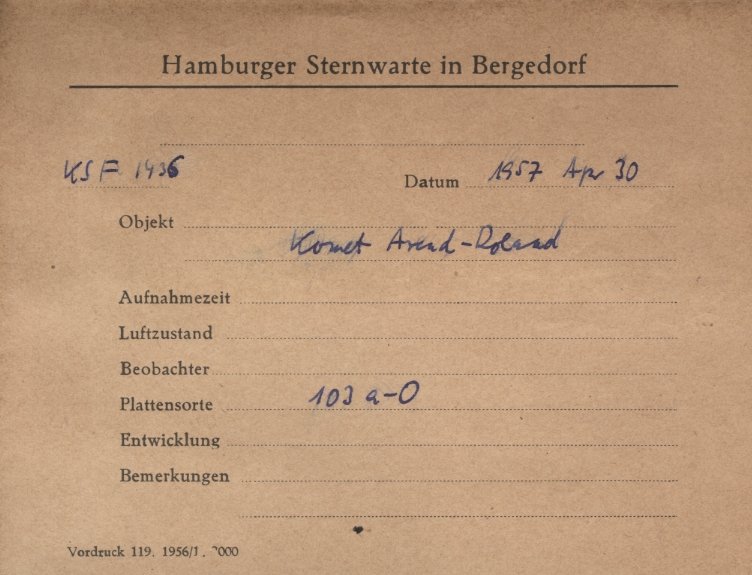 Hamburger Sternwarte in Bergedorf
KSF 1436 Datum 1957 Apr 30
Objekt
Komet Arend-Roland
Aufnahmezeit
Luftzustand
Beobachter
Plattensorte 103 a-O
Entwicklung
Bemerkungen
Vordruck 119. 1956/1.